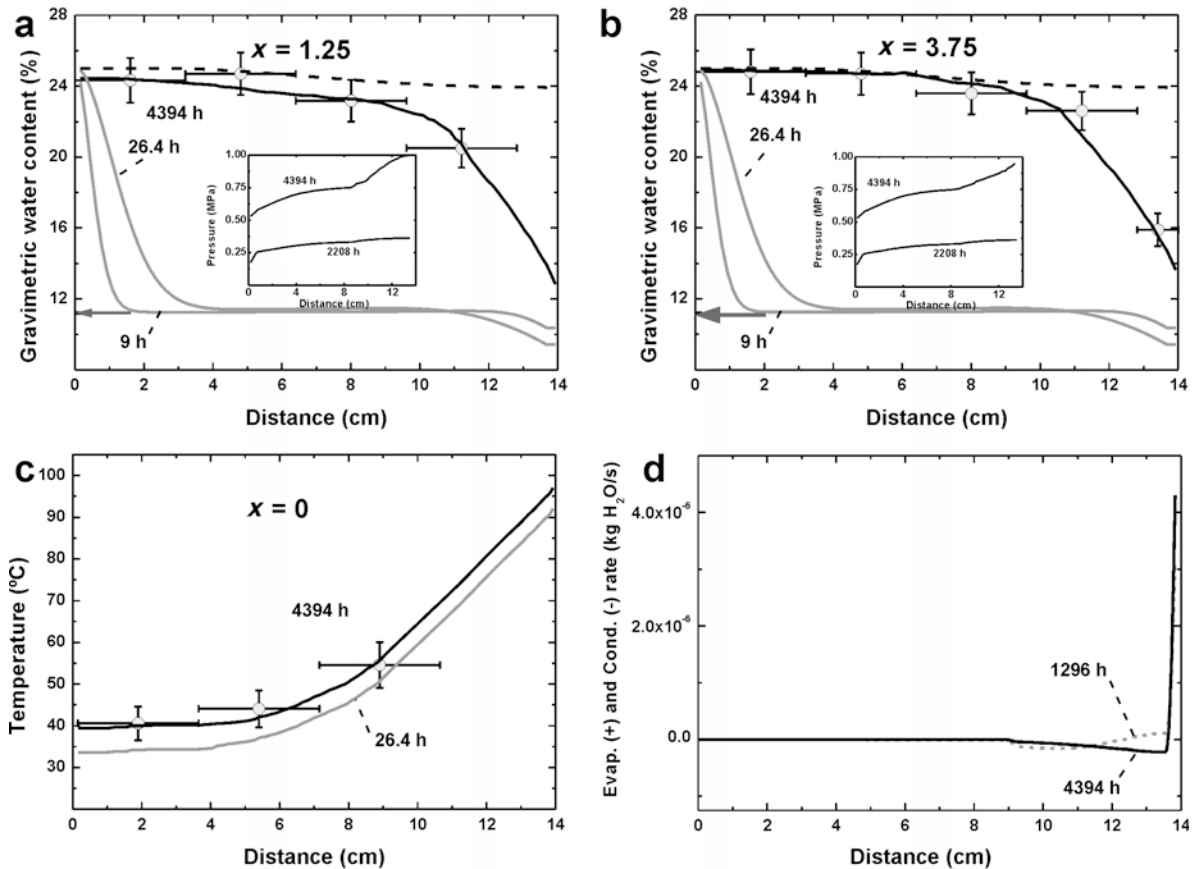 a
x = 1.25
Gravimetric water content (%)
28
24
20
16
12
4394 h
26.4 h
9 h
Pressure (MPa)
1.00
0.75
0.50
0.25
4394 h
2208 h
0 4 8 12
Distance (cm)
0 2 4 6 8 10 12 14
Distance (cm)
b
x = 3.75
Gravimetric water content (%)
28
24
20
16
12
4394 h
26.4 h
9 h
Pressure (MPa)
1.00
0.75
0.50
0.25
4394 h
2208 h
0 4 8 12
Distance (cm)
0 2 4 6 8 10 12 14
Distance (cm)
c
x = 0
Temperature (ºC)
100
90
80
70
60
50
40
30
4394 h
26.4 h
0 2 4 6 8 10 12 14
Distance (cm)
d
Evap. (+) and Cond. (-) rate (kg H₂O/s)
4.0x10⁻⁶
2.0x10⁻⁶
0.0
1296 h
4394 h
0 2 4 6 8 10 12 14
Distance (cm)